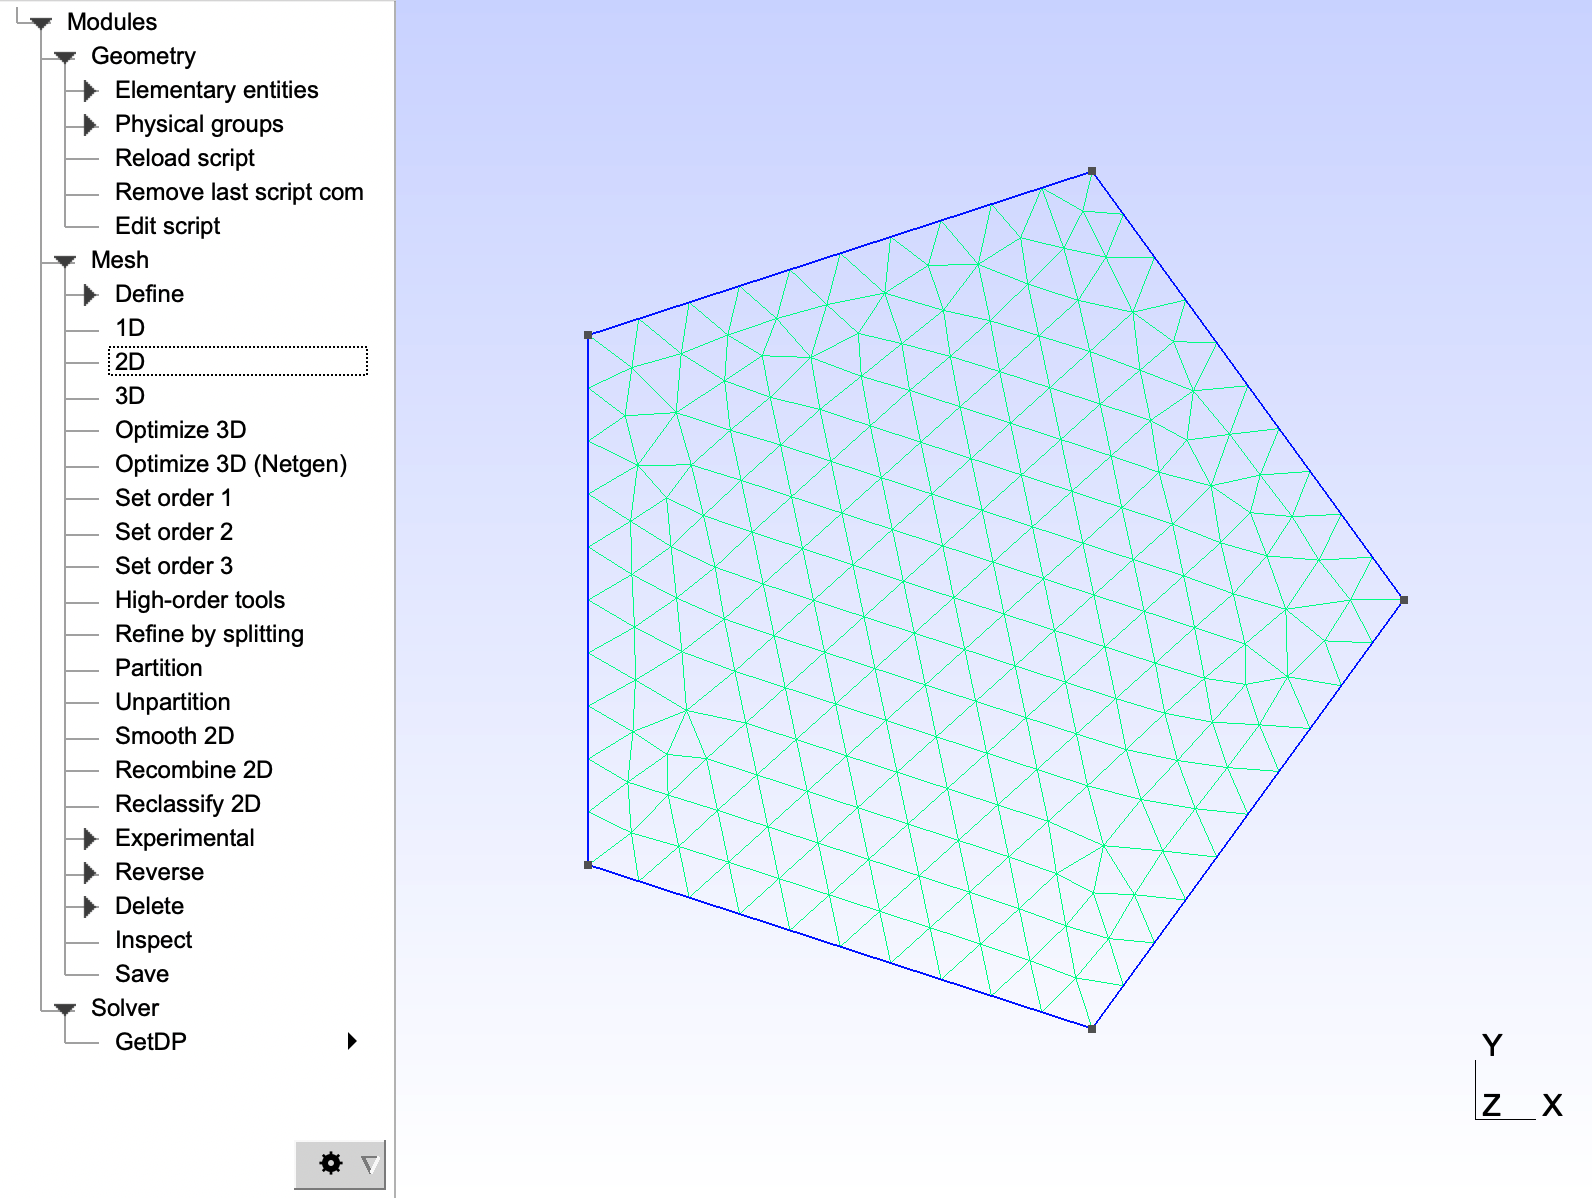 Modules
Geometry
Elementary entities
Physical groups
Reload script
Remove last script com
Edit script
Mesh
Define
1D
2D
3D
Optimize 3D
Optimize 3D (Netgen)
Set order 1
Set order 2
Set order 3
High-order tools
Refine by splitting
Partition
Unpartition
Smooth 2D
Recombine 2D
Reclassify 2D
Experimental
Reverse
Delete
Inspect
Save
Solver
GetDP
Y
Z X